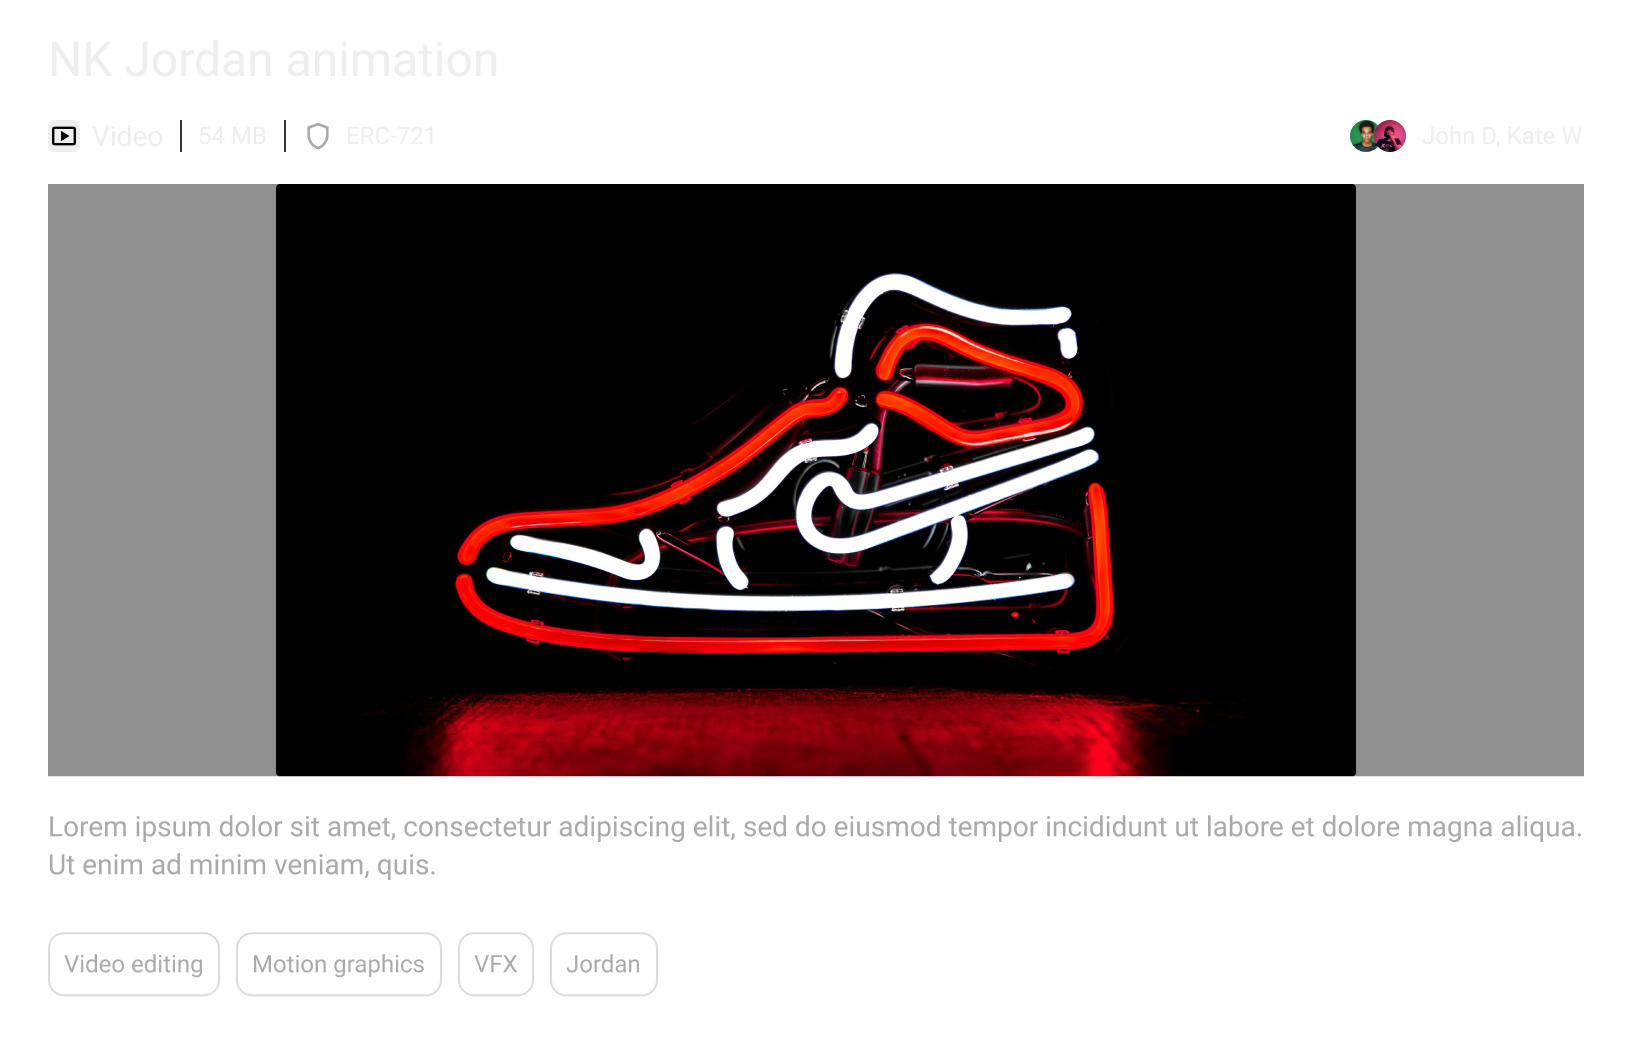 NK Jordan animation
Video
54 MB
ERC-721
John D, Kate W
Lorem ipsum dolor sit amet, consectetur adipiscing elit, sed do eiusmod tempor incididunt ut labore et dolore magna aliqua.
Ut enim ad minim veniam, quis.
Video editing
Motion graphics
VFX
Jordan